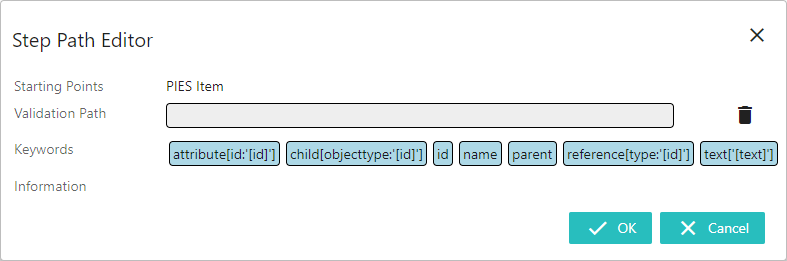 Step Path Editor
Starting Points PIES Item
Validation Path
Keywords attribute[id:'[id]'] child[objecttype:'[id]'] id name parent reference[type:'[id]'] text['[text]']
Information
OK Cancel